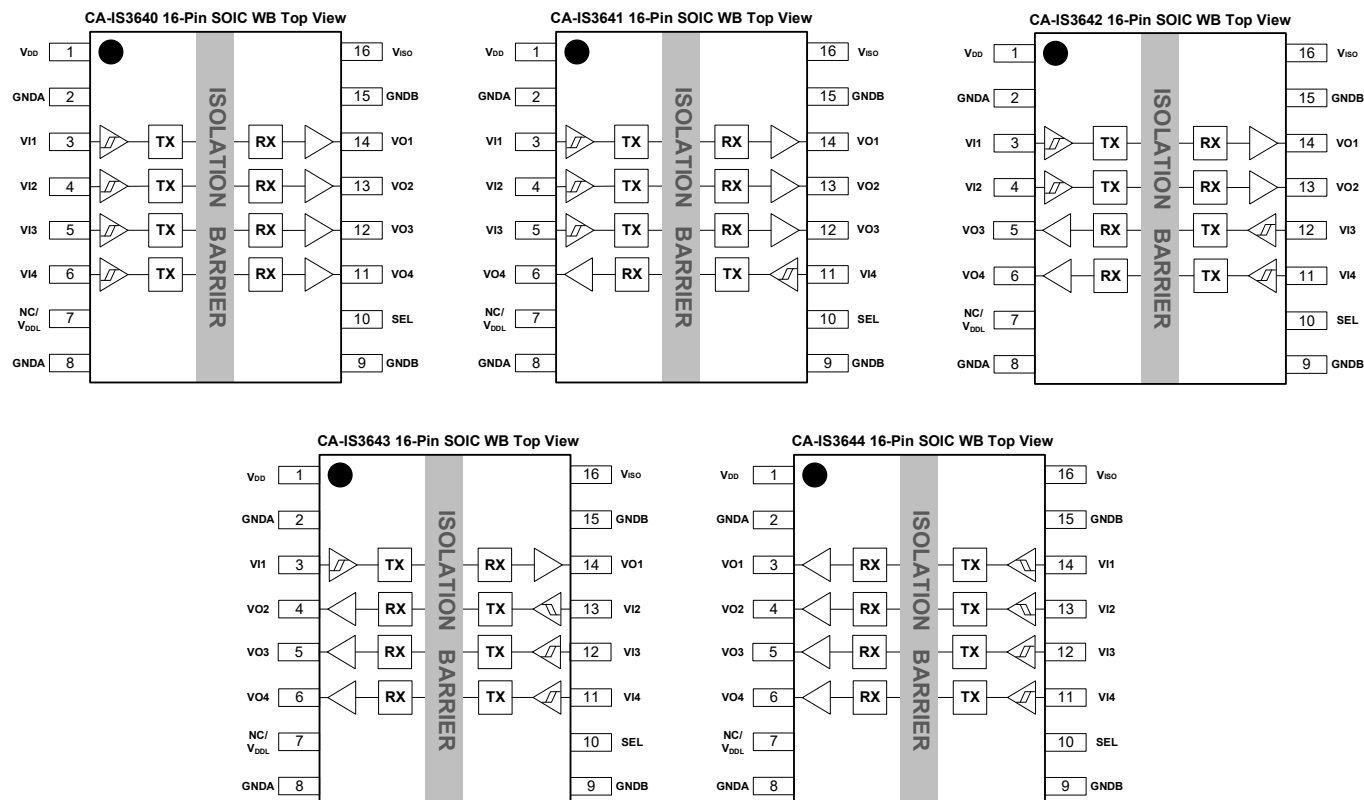 CA-IS3640 16-Pin SOIC WB Top View
VDD 1 16 VISO
GNDA 2 15 GNDB
VI1 3 TX RX 14 VO1
VI2 4 TX RX 13 VO2
VI3 5 TX RX 12 VO3
VI4 6 TX RX 11 VO4
NC/
VDDL 7 10 SEL
GNDA 8 9 GNDB
ISOLATION BARRIER
CA-IS3641 16-Pin SOIC WB Top View
VDD 1 16 VISO
GNDA 2 15 GNDB
VI1 3 TX RX 14 VO1
VI2 4 TX RX 13 VO2
VI3 5 TX RX 12 VO3
VO4 6 RX TX 11 VI4
NC/
VDDL 7 10 SEL
GNDA 8 9 GNDB
ISOLATION BARRIER
CA-IS3642 16-Pin SOIC WB Top View
VDD 1 16 VISO
GNDA 2 15 GNDB
VI1 3 TX RX 14 VO1
VI2 4 TX RX 13 VO2
VO3 5 RX TX 12 VI3
VO4 6 RX TX 11 VI4
NC/
VDDL 7 10 SEL
GNDA 8 9 GNDB
ISOLATION BARRIER
CA-IS3643 16-Pin SOIC WB Top View
VDD 1 16 VISO
GNDA 2 15 GNDB
VI1 3 TX RX 14 VO1
VO2 4 RX TX 13 VI2
VO3 5 RX TX 12 VI3
VO4 6 RX TX 11 VI4
NC/
VDDL 7 10 SEL
GNDA 8 9 GNDB
ISOLATION BARRIER
CA-IS3644 16-Pin SOIC WB Top View
VDD 1 16 VISO
GNDA 2 15 GNDB
VO1 3 RX TX 14 VI1
VO2 4 RX TX 13 VI2
VO3 5 RX TX 12 VI3
VO4 6 RX TX 11 VI4
NC/
VDDL 7 10 SEL
GNDA 8 9 GNDB
ISOLATION BARRIER